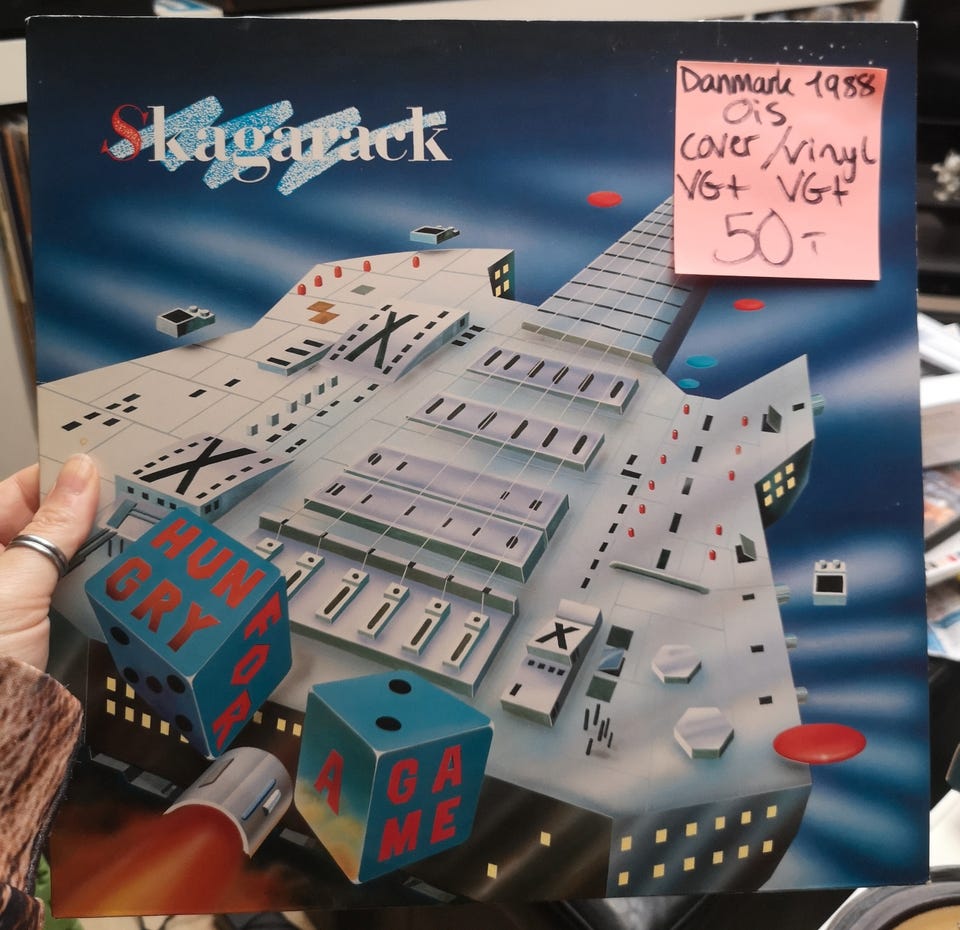 Skagarack
Danmark 1988
Ois
cover/vinyl
VG+ VG+
50:-
X
X
X
HUN
GRY
FOR
A
GA
ME